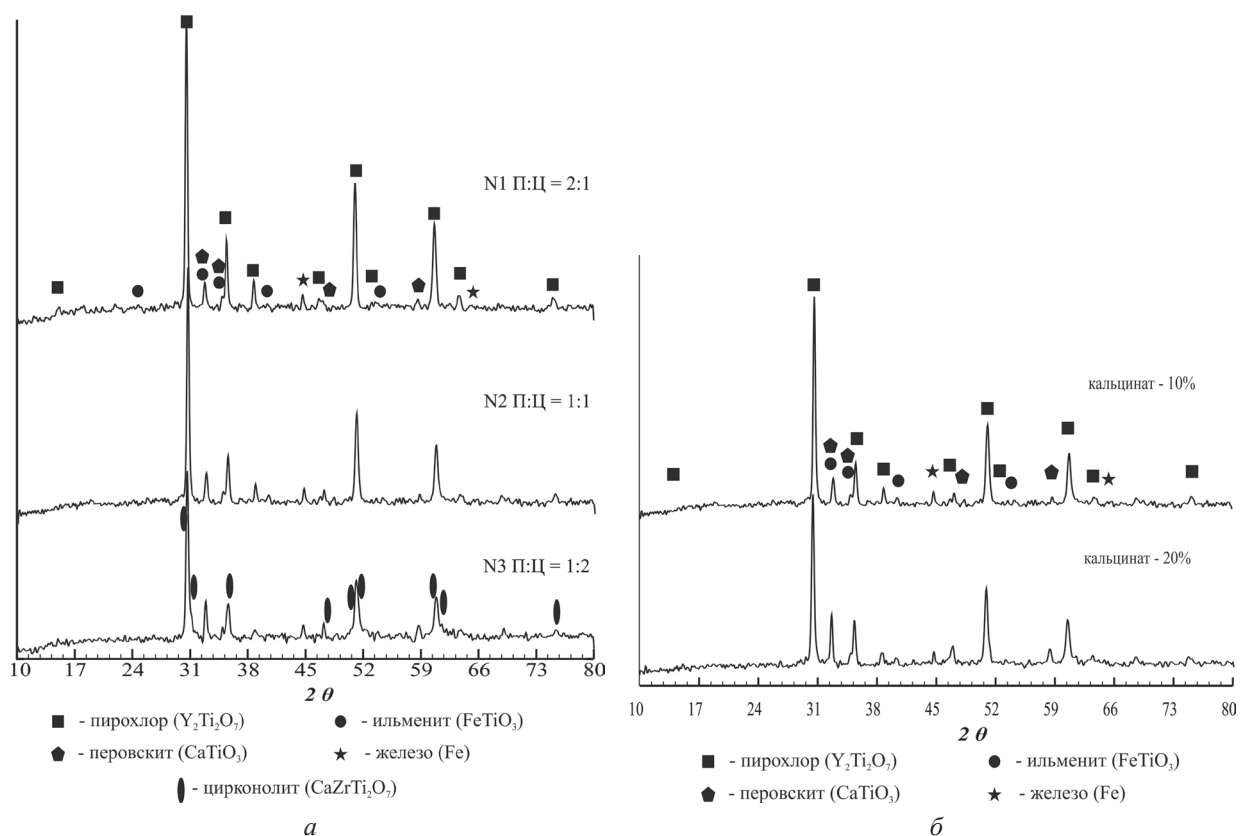 N1 П:Ц = 2:1
N2 П:Ц = 1:1
N3 П:Ц = 1:2
10 17 24 31 38 45 52 59 66 73 80
2 θ
■ - пирохлор (Y₂Ti₂O₇)
● - ильменит (FeTiO₃)
⬟ - перовскит (CaTiO₃)
★ - железо (Fe)
- цирконолит (CaZrTi₂O₇)
а
кальцинат - 10%
кальцинат - 20%
10 17 24 31 38 45 52 59 66 73 80
2 θ
■ - пирохлор (Y₂Ti₂O₇)
● - ильменит (FeTiO₃)
⬟ - перовскит (CaTiO₃)
★ - железо (Fe)
б